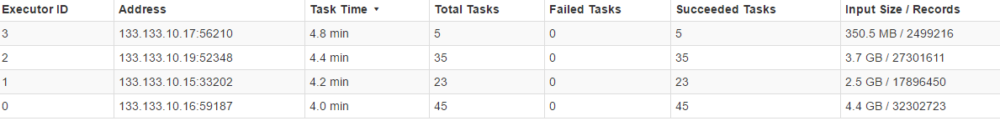 Executor ID Address Task Time ▾ Total Tasks Failed Tasks Succeeded Tasks Input Size / Records
3 133.133.10.17:56210 4.8 min 5 0 5 350.5 MB / 2499216
2 133.133.10.19:52348 4.4 min 35 0 35 3.7 GB / 27301611
1 133.133.10.15:33202 4.2 min 23 0 23 2.5 GB / 17896450
0 133.133.10.16:59187 4.0 min 45 0 45 4.4 GB / 32302723